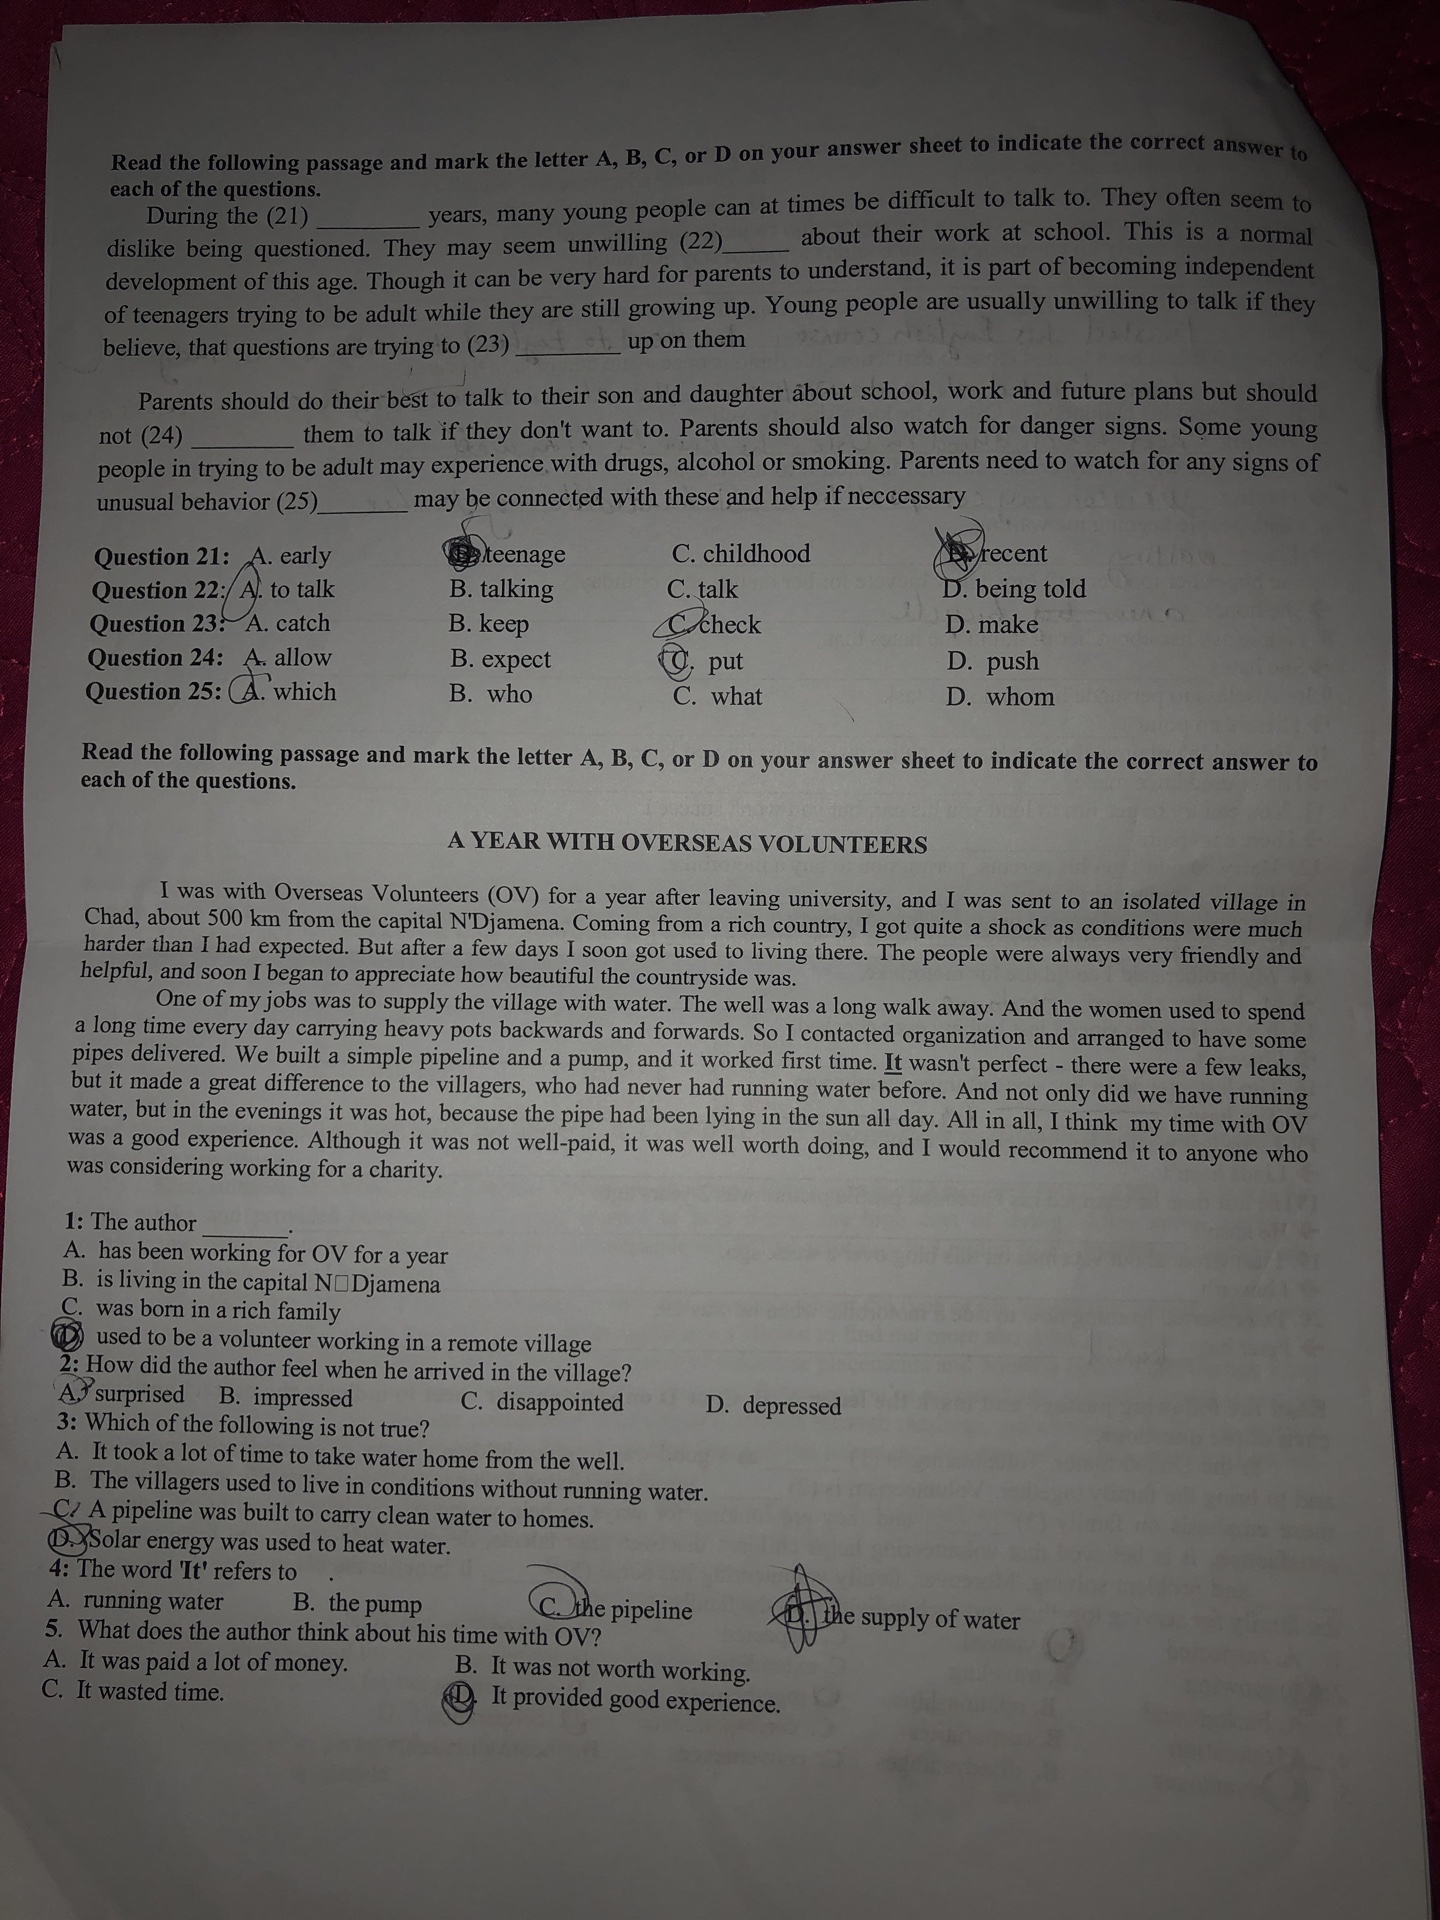 Read the following passage and mark the letter A, B, C, or D on your answer sheet to indicate the correct answer to
each of the questions.
During the (21) ________ years, many young people can at times be difficult to talk to. They often seem to
dislike being questioned. They may seem unwilling (22)_____ about their work at school. This is a normal
development of this age. Though it can be very hard for parents to understand, it is part of becoming independent
of teenagers trying to be adult while they are still growing up. Young people are usually unwilling to talk if they
believe, that questions are trying to (23) ________ up on them
Parents should do their best to talk to their son and daughter about school, work and future plans but should
not (24) ________ them to talk if they don't want to. Parents should also watch for danger signs. Some young
people in trying to be adult may experience with drugs, alcohol or smoking. Parents need to watch for any signs of
unusual behavior (25)_______ may be connected with these and help if neccessary
Question 21: A. early B. teenage C. childhood D. recent
Question 22: A. to talk B. talking C. talk D. being told
Question 23: A. catch B. keep C. check D. make
Question 24: A. allow B. expect C. put D. push
Question 25: A. which B. who C. what D. whom
Read the following passage and mark the letter A, B, C, or D on your answer sheet to indicate the correct answer to
each of the questions.
A YEAR WITH OVERSEAS VOLUNTEERS
I was with Overseas Volunteers (OV) for a year after leaving university, and I was sent to an isolated village in
Chad, about 500 km from the capital N'Djamena. Coming from a rich country, I got quite a shock as conditions were much
harder than I had expected. But after a few days I soon got used to living there. The people were always very friendly and
helpful, and soon I began to appreciate how beautiful the countryside was.
One of my jobs was to supply the village with water. The well was a long walk away. And the women used to spend
a long time every day carrying heavy pots backwards and forwards. So I contacted organization and arranged to have some
pipes delivered. We built a simple pipeline and a pump, and it worked first time. It wasn't perfect - there were a few leaks,
but it made a great difference to the villagers, who had never had running water before. And not only did we have running
water, but in the evenings it was hot, because the pipe had been lying in the sun all day. All in all, I think my time with OV
was a good experience. Although it was not well-paid, it was well worth doing, and I would recommend it to anyone who
was considering working for a charity.
1: The author _______.
A. has been working for OV for a year
B. is living in the capital N□Djamena
C. was born in a rich family
D. used to be a volunteer working in a remote village
2: How did the author feel when he arrived in the village?
A. surprised B. impressed C. disappointed D. depressed
3: Which of the following is not true?
A. It took a lot of time to take water home from the well.
B. The villagers used to live in conditions without running water.
C. A pipeline was built to carry clean water to homes.
D. Solar energy was used to heat water.
4: The word 'It' refers to .
A. running water B. the pump C. the pipeline D. the supply of water
5. What does the author think about his time with OV?
A. It was paid a lot of money. B. It was not worth working.
C. It wasted time. D. It provided good experience.